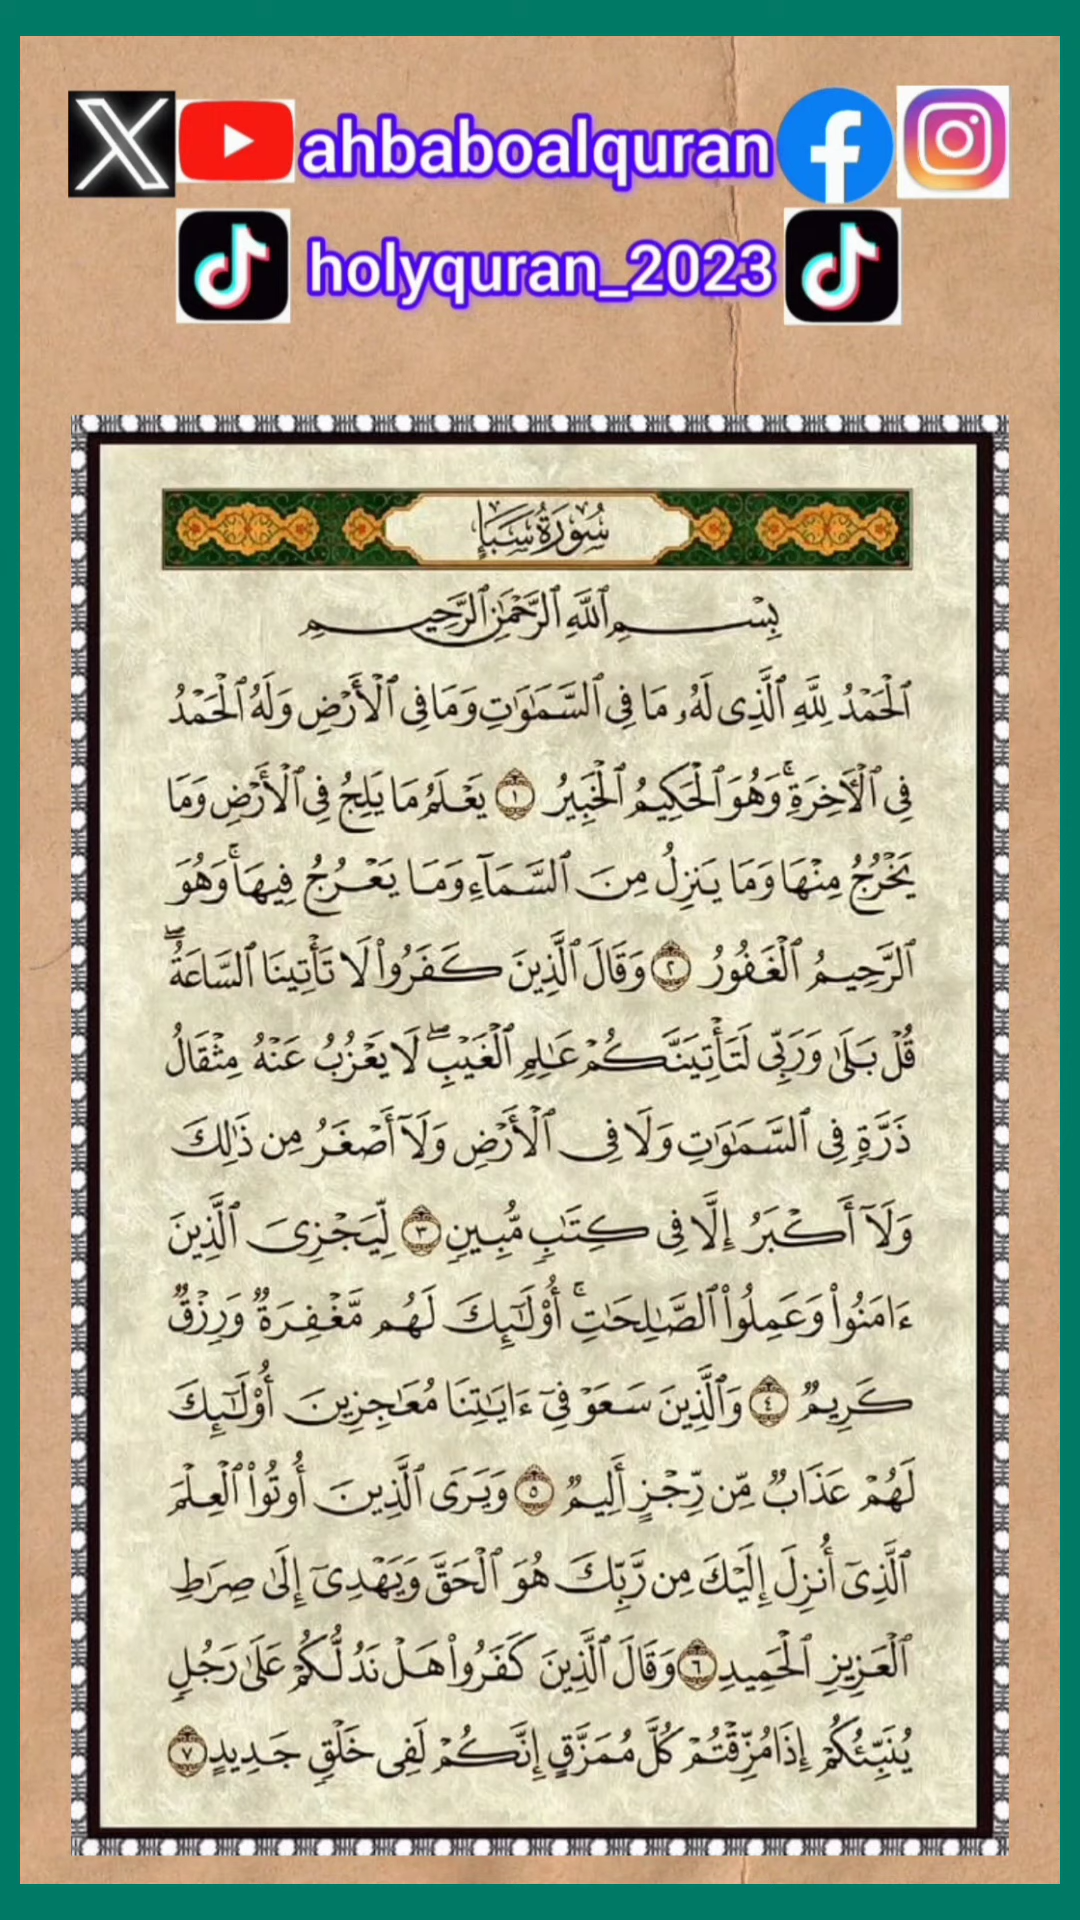 ahbaboalquran
holyquran_2023
سُورَةُ سَبَإٍ
بِسْمِ ٱللَّهِ ٱلرَّحْمَٰنِ ٱلرَّحِيمِ
ٱلْحَمْدُ لِلَّهِ ٱلَّذِى لَهُۥ مَا فِى ٱلسَّمَٰوَٰتِ وَمَا فِى ٱلْأَرْضِ وَلَهُ ٱلْحَمْدُ
فِى ٱلْءَاخِرَةِ ۚ وَهُوَ ٱلْحَكِيمُ ٱلْخَبِيرُ ١ يَعْلَمُ مَا يَلِجُ فِى ٱلْأَرْضِ وَمَا
يَخْرُجُ مِنْهَا وَمَا يَنزِلُ مِنَ ٱلسَّمَآءِ وَمَا يَعْرُجُ فِيهَا ۚ وَهُوَ
ٱلرَّحِيمُ ٱلْغَفُورُ ٢ وَقَالَ ٱلَّذِينَ كَفَرُوا۟ لَا تَأْتِينَا ٱلسَّاعَةُ ۖ
قُلْ بَلَىٰ وَرَبِّى لَتَأْتِيَنَّكُمْ عَٰلِمِ ٱلْغَيْبِ ۖ لَا يَعْزُبُ عَنْهُ مِثْقَالُ
ذَرَّةٍ فِى ٱلسَّمَٰوَٰتِ وَلَا فِى ٱلْأَرْضِ وَلَآ أَصْغَرُ مِن ذَٰلِكَ
وَلَآ أَكْبَرُ إِلَّا فِى كِتَٰبٍ مُّبِينٍ ٣ لِّيَجْزِىَ ٱلَّذِينَ
ءَامَنُوا۟ وَعَمِلُوا۟ ٱلصَّٰلِحَٰتِ ۚ أُو۟لَٰٓئِكَ لَهُم مَّغْفِرَةٌ وَرِزْقٌ
كَرِيمٌ ٤ وَٱلَّذِينَ سَعَوْ فِىٓ ءَايَٰتِنَا مُعَٰجِزِينَ أُو۟لَٰٓئِكَ
لَهُمْ عَذَابٌ مِّن رِّجْزٍ أَلِيمٌ ٥ وَيَرَى ٱلَّذِينَ أُوتُوا۟ ٱلْعِلْمَ
ٱلَّذِىٓ أُنزِلَ إِلَيْكَ مِن رَّبِّكَ هُوَ ٱلْحَقَّ وَيَهْدِىٓ إِلَىٰ صِرَٰطِ
ٱلْعَزِيزِ ٱلْحَمِيدِ ٦ وَقَالَ ٱلَّذِينَ كَفَرُوا۟ هَلْ نَدُلُّكُمْ عَلَىٰ رَجُلٍ
يُنَبِّئُكُمْ إِذَا مُزِّقْتُمْ كُلَّ مُمَزَّقٍ إِنَّكُمْ لَفِى خَلْقٍ جَدِيدٍ ٧